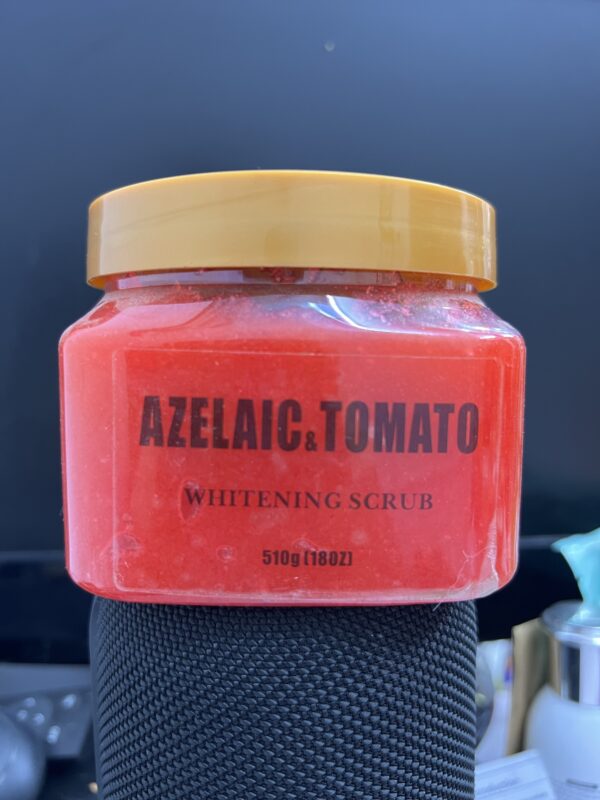 AZELAIC & TOMATO
WHITENING SCRUB
510g (18OZ)